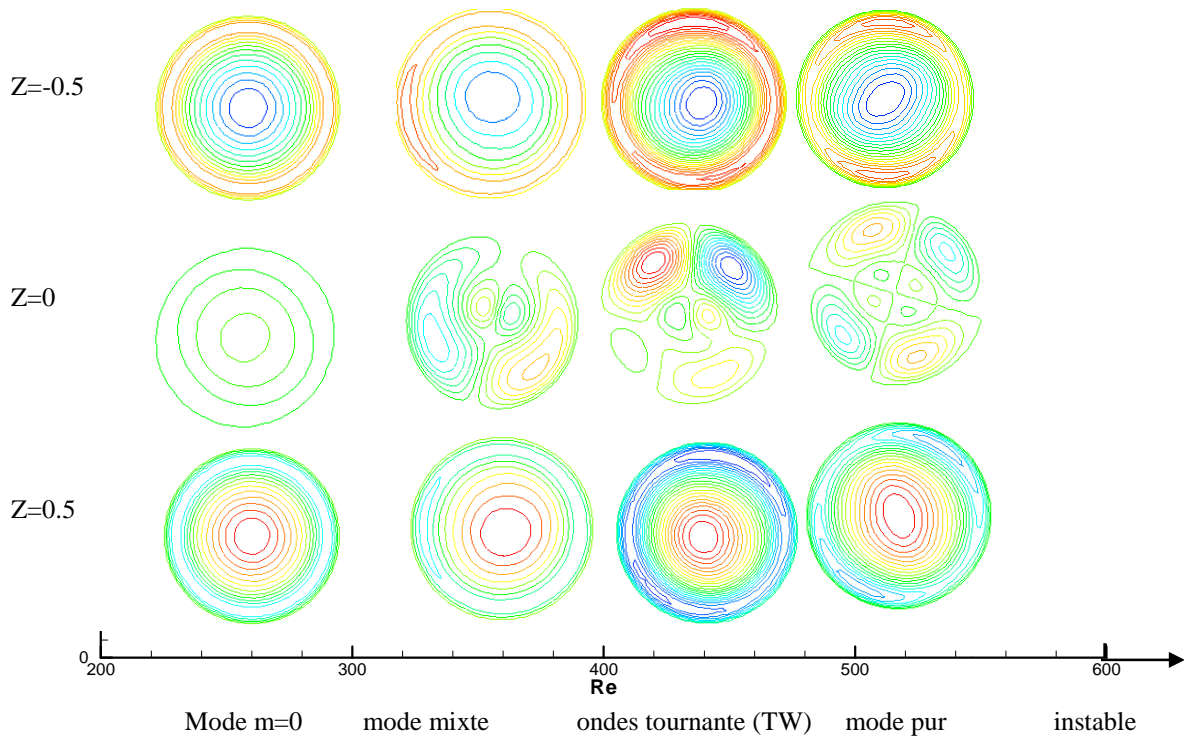 Z=-0.5
Z=0
Z=0.5
0
200 300 400 500 600
Re
Mode m=0 mode mixte ondes tournante (TW) mode pur instable